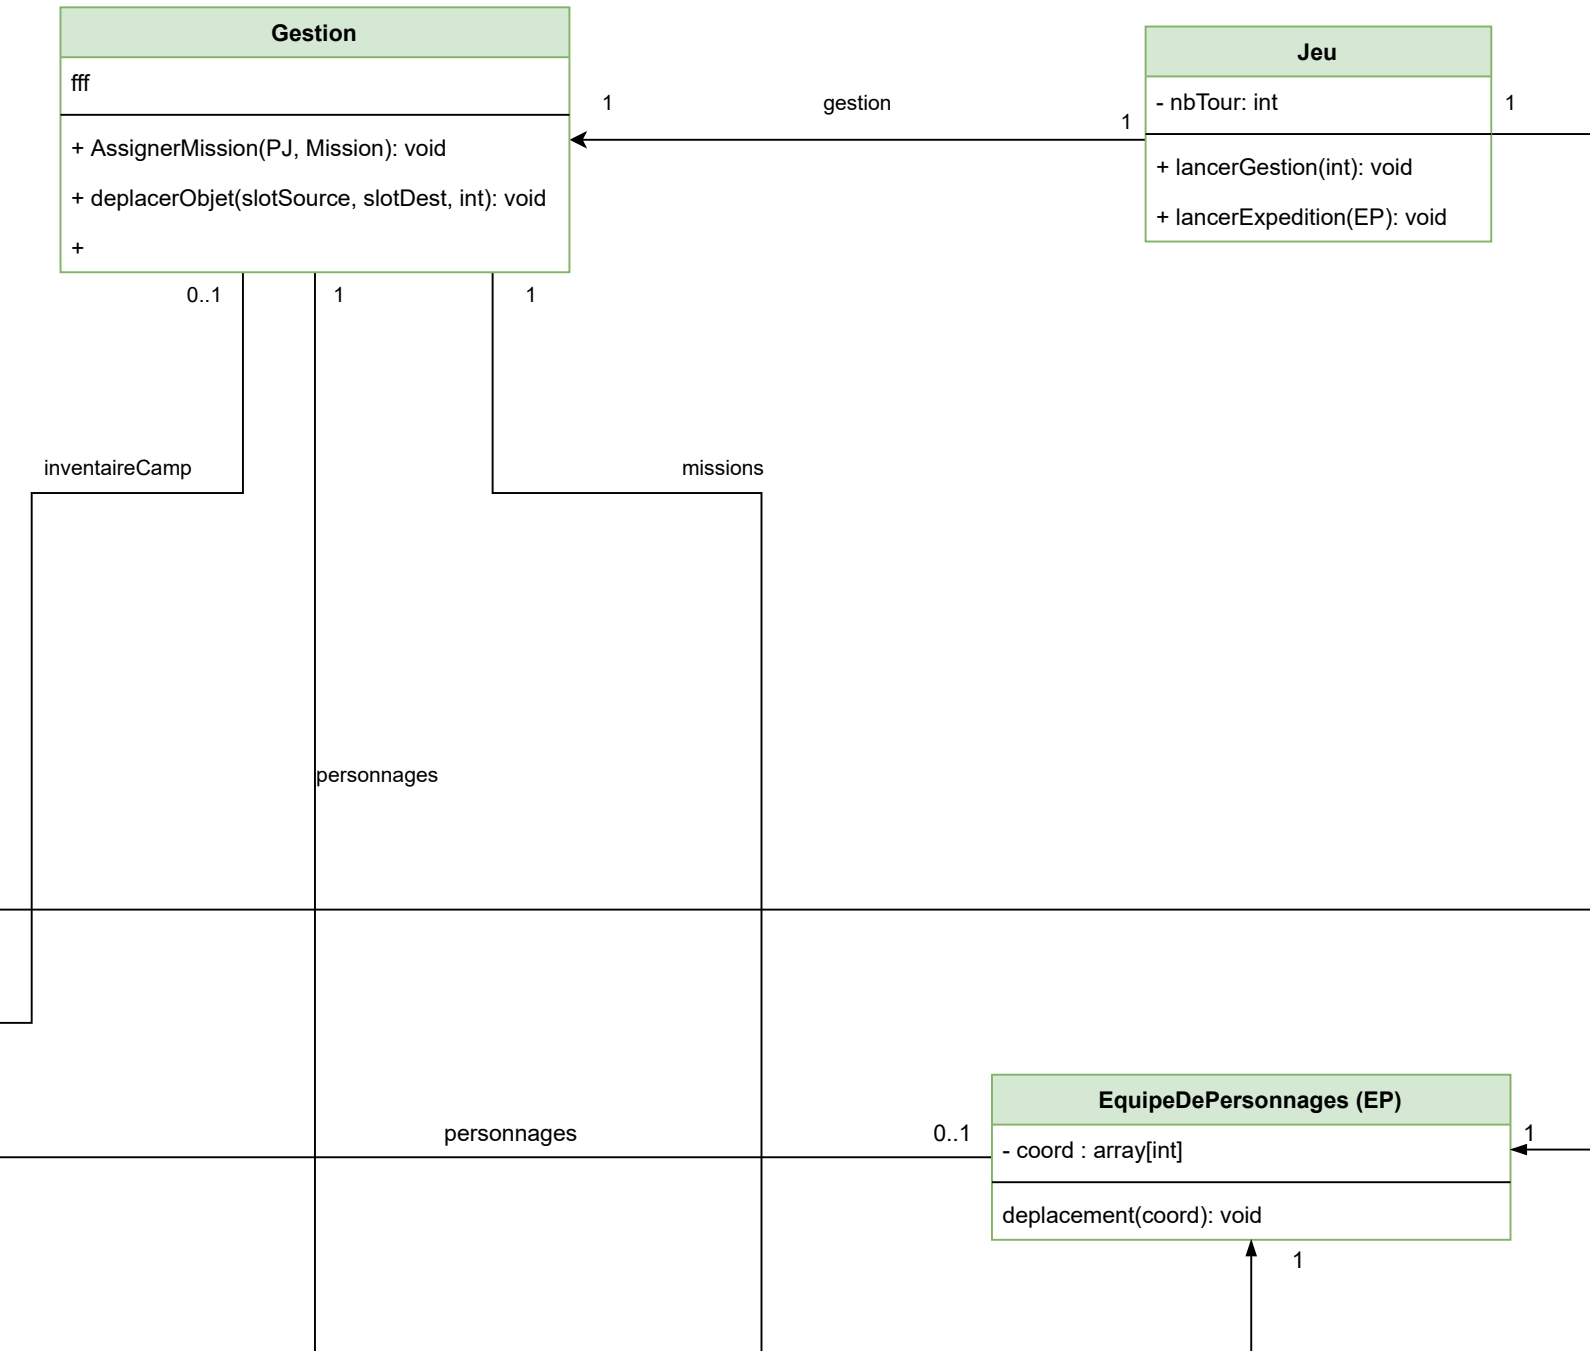 Gestion
fff
+ AssignerMission(PJ, Mission): void
+ deplacerObjet(slotSource, slotDest, int): void
+
1
gestion
1
Jeu
- nbTour: int
+ lancerGestion(int): void
+ lancerExpedition(EP): void
1
0..1
1
1
inventaireCamp
missions
personnages
personnages
0..1
EquipeDePersonnages (EP)
- coord : array[int]
deplacement(coord): void
1
1